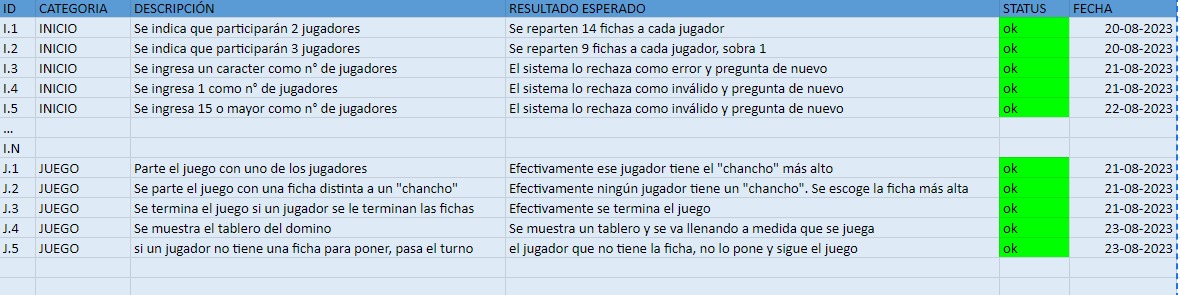 ID CATEGORIA DESCRIPCIÓN RESULTADO ESPERADO STATUS FECHA
I.1 INICIO Se indica que participarán 2 jugadores Se reparten 14 fichas a cada jugador ok 20-08-2023
I.2 INICIO Se indica que participarán 3 jugadores Se reparten 9 fichas a cada jugador, sobra 1 ok 20-08-2023
I.3 INICIO Se ingresa un caracter como n° de jugadores El sistema lo rechaza como error y pregunta de nuevo ok 21-08-2023
I.4 INICIO Se ingresa 1 como n° de jugadores El sistema lo rechaza como inválido y pregunta de nuevo ok 21-08-2023
I.5 INICIO Se ingresa 15 o mayor como n° de jugadores El sistema lo rechaza como inválido y pregunta de nuevo ok 22-08-2023
...
I.N
J.1 JUEGO Parte el juego con uno de los jugadores Efectivamente ese jugador tiene el "chancho" más alto ok 21-08-2023
J.2 JUEGO Se parte el juego con una ficha distinta a un "chancho" Efectivamente ningún jugador tiene un "chancho". Se escoge la ficha más alta ok 21-08-2023
J.3 JUEGO Se termina el juego si un jugador se le terminan las fichas Efectivamente se termina el juego ok 21-08-2023
J.4 JUEGO Se muestra el tablero del domino Se muestra un tablero y se va llenando a medida que se juega ok 23-08-2023
J.5 JUEGO si un jugador no tiene una ficha para poner, pasa el turno el jugador que no tiene la ficha, no lo pone y sigue el juego ok 23-08-2023